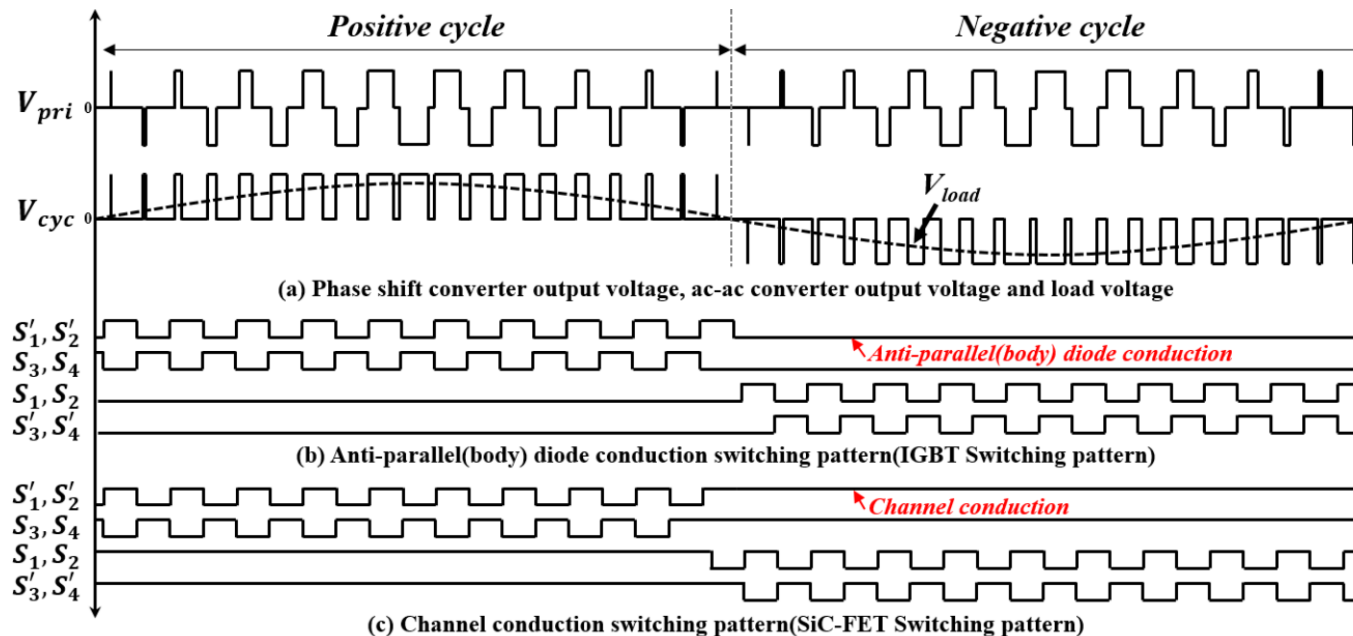 Positive cycle Negative cycle
V_pri 0
V_cyc 0
V_load
(a) Phase shift converter output voltage, ac-ac converter output voltage and load voltage
S'_1, S'_2
Anti-parallel(body) diode conduction
S_3, S_4
S_1, S_2
S'_3, S'_4
(b) Anti-parallel(body) diode conduction switching pattern(IGBT Switching pattern)
S'_1, S'_2
Channel conduction
S_3, S_4
S_1, S_2
S'_3, S'_4
(c) Channel conduction switching pattern(SiC-FET Switching pattern)